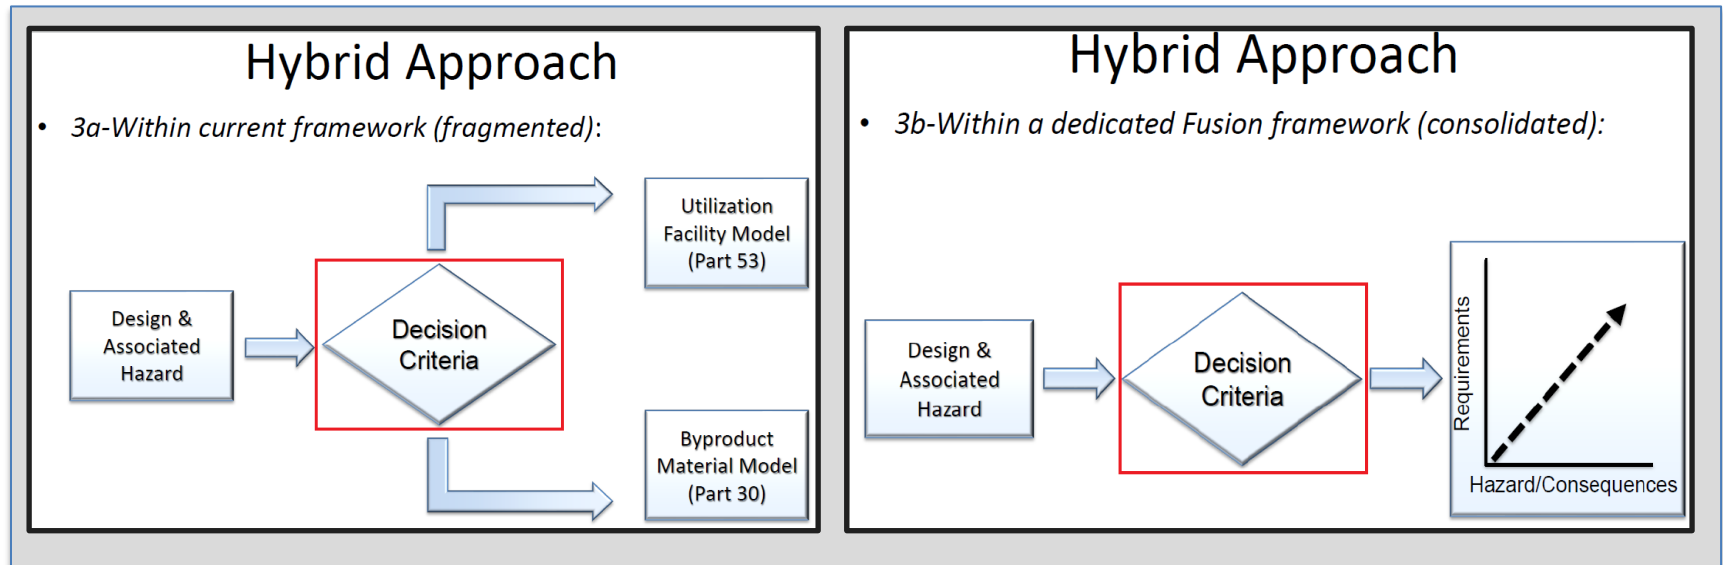 Hybrid Approach
• 3a-Within current framework (fragmented):
Utilization
Facility Model
(Part 53)
Design &
Associated
Hazard
Decision
Criteria
Byproduct
Material Model
(Part 30)
Hybrid Approach
• 3b-Within a dedicated Fusion framework (consolidated):
Design &
Associated
Hazard
Decision
Criteria
Requirements
Hazard/Consequences